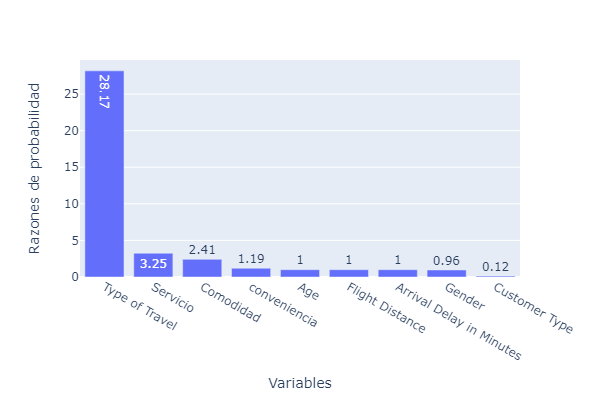 Razones de probabilidad
25
20
15
10
5
0
28.17
3.25
2.41
1.19
1
1
1
0.96
0.12
Type of Travel
Servicio
Comodidad
conveniencia
Age
Flight Distance
Arrival Delay in Minutes
Gender
Customer Type
Variables